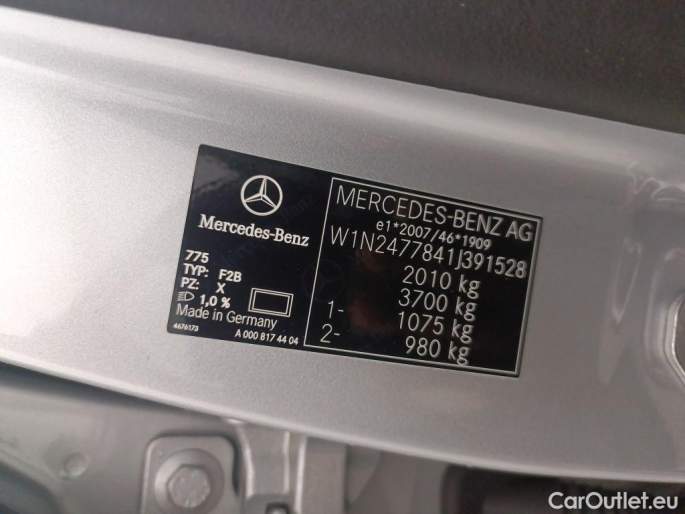 Mercedes-Benz
775
TYP: F2B
PZ: X
1,0 %
Made in Germany
4676173
A 000 817 44 04
MERCEDES-BENZ AG
e1*2007/46*1909
W1N2477841J391528
2010 kg
3700 kg
1- 1075 kg
2- 980 kg
CarOutlet.eu